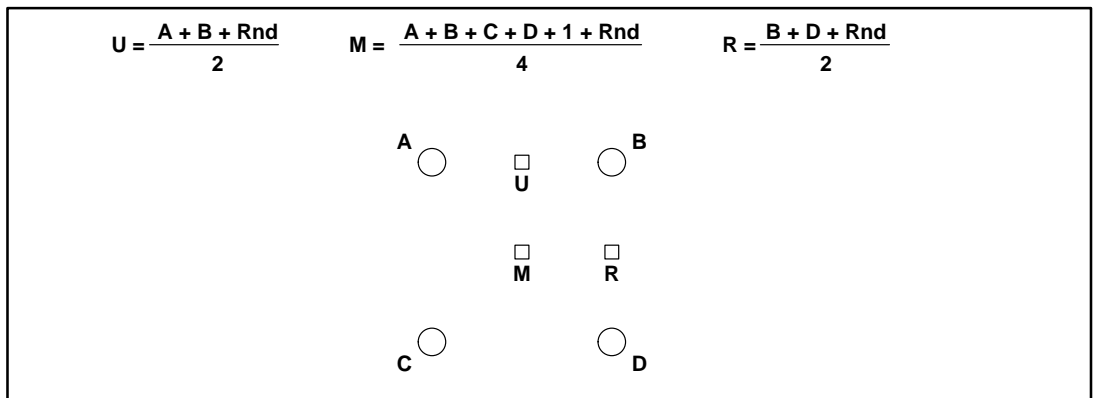 U = A + B + Rnd / 2 M = A + B + C + D + 1 + Rnd / 4 R = B + D + Rnd / 2
A B
U
M R
C D